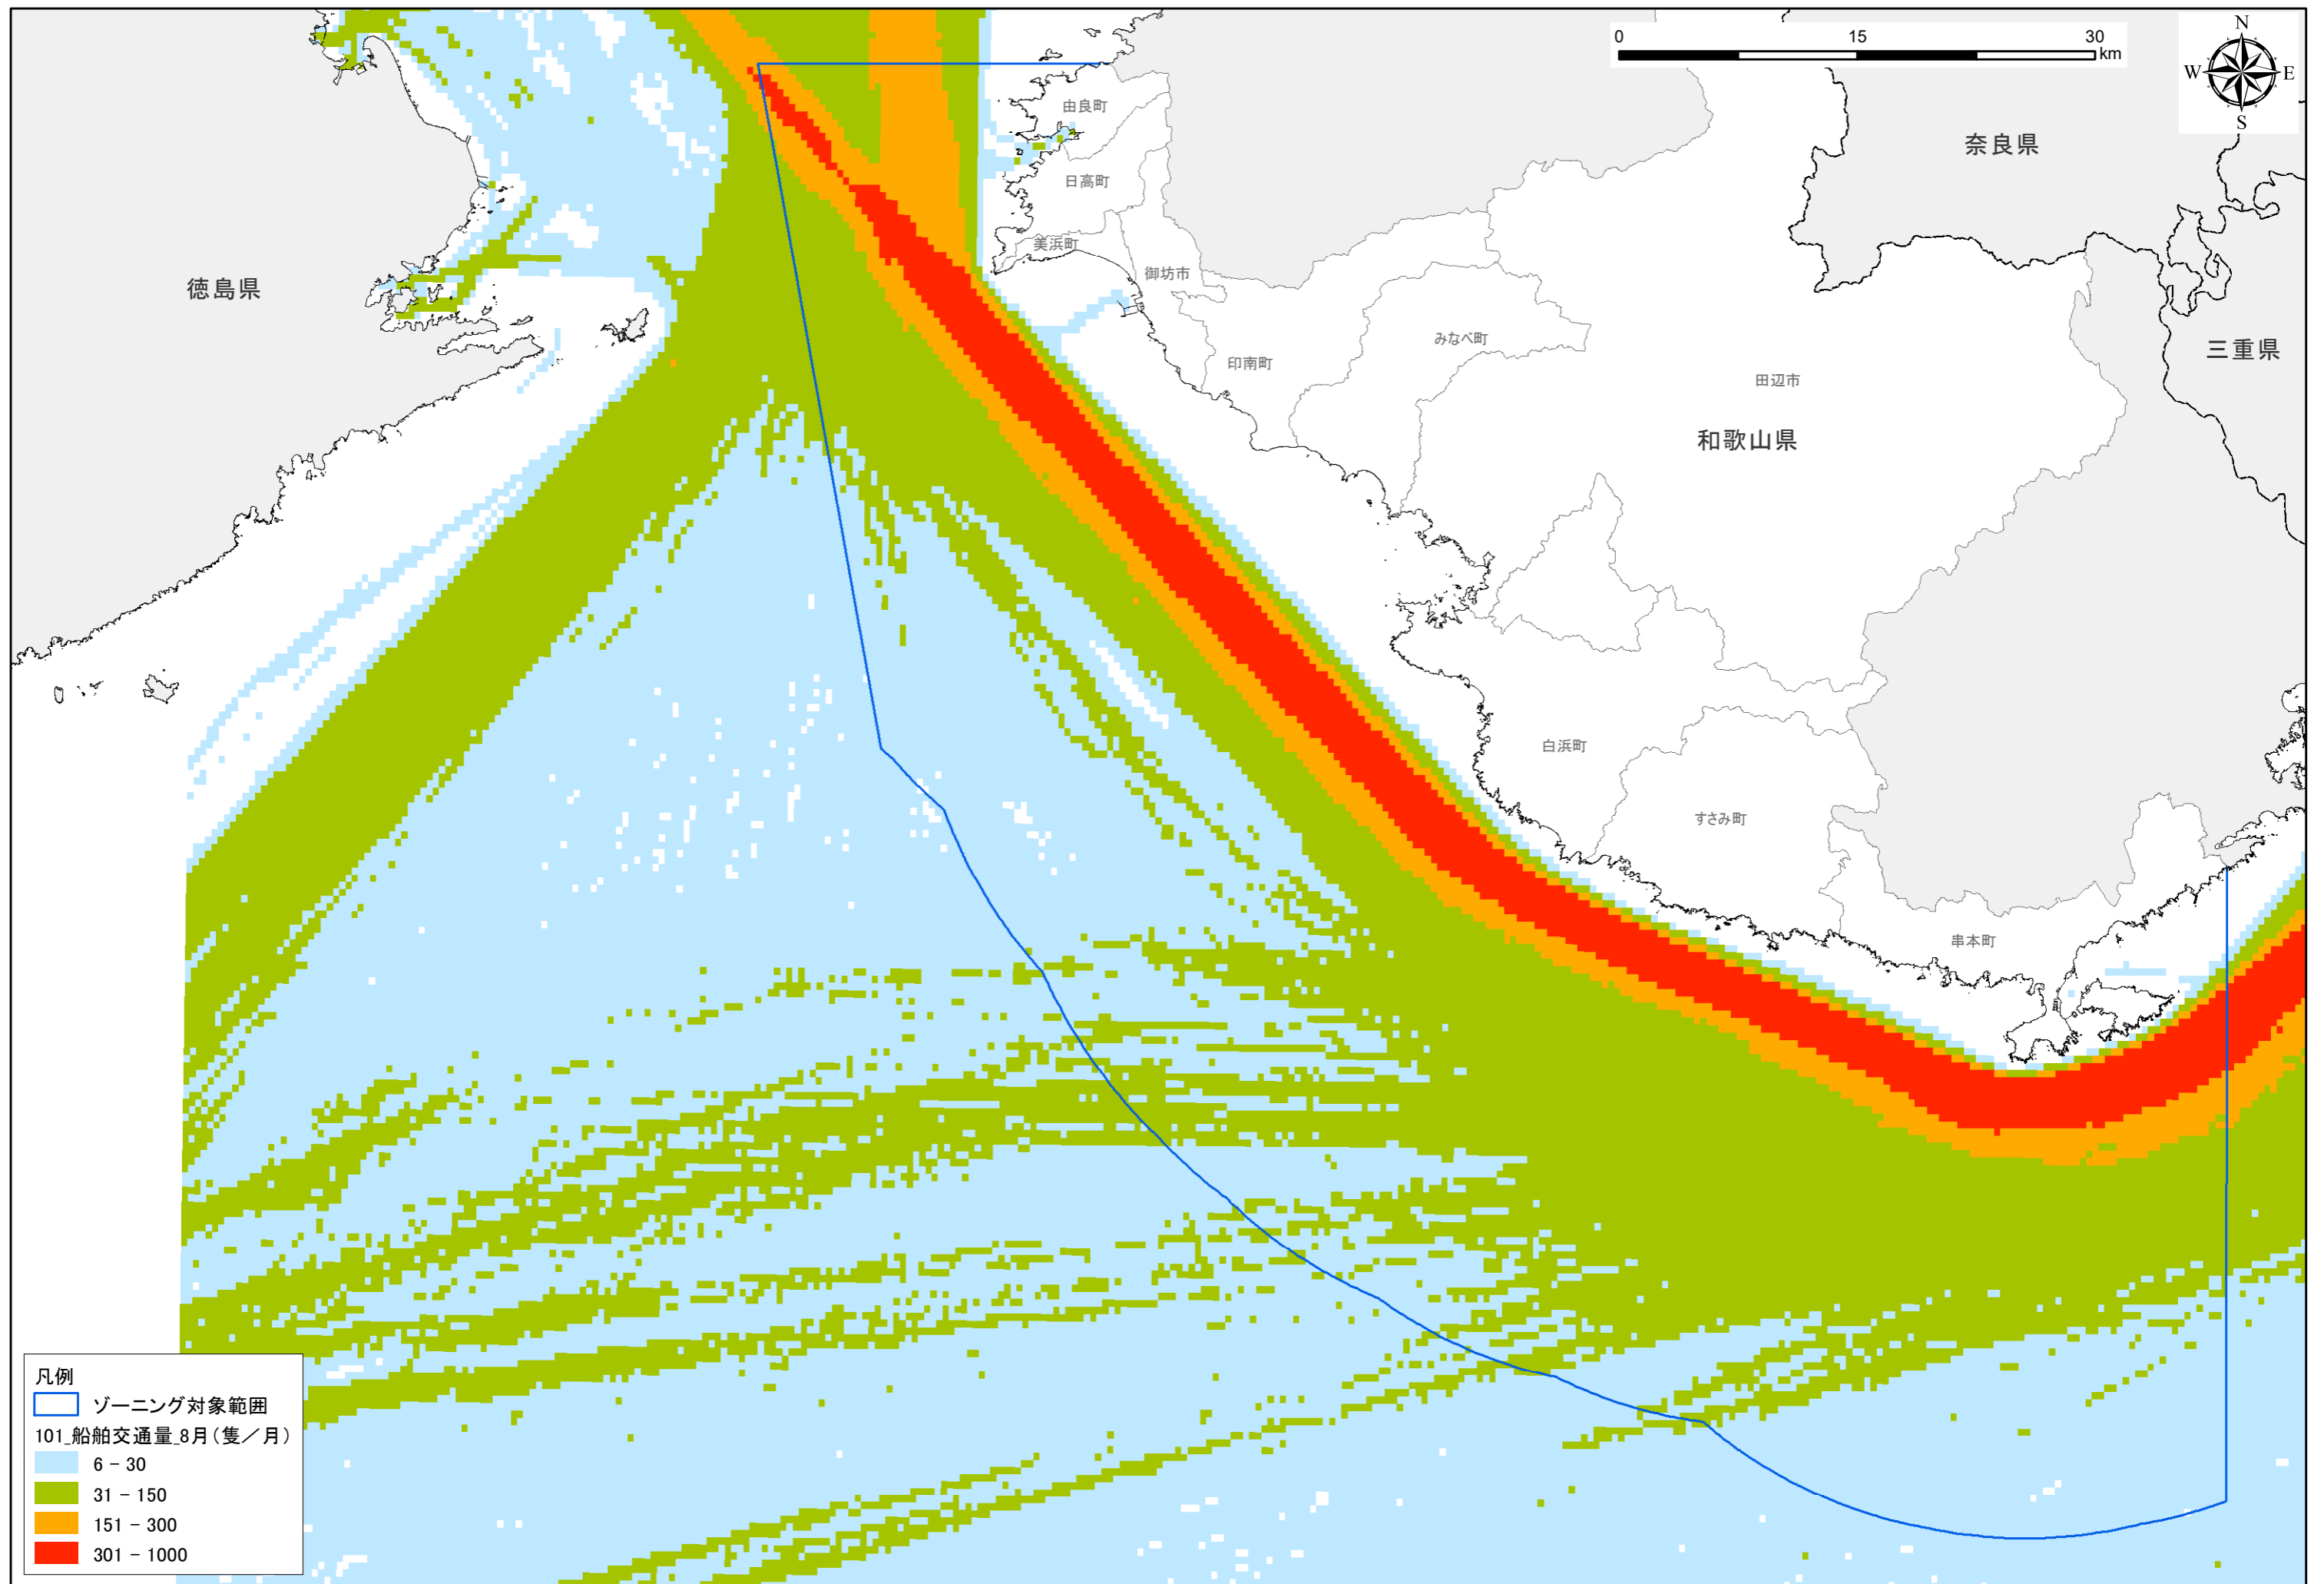 0 15 30
km
N
W E
S
由良町
奈良県
日高町
美浜町
御坊市
徳島県
みなべ町
三重県
印南町
田辺市
和歌山県
白浜町
すさみ町
串本町
凡例
ゾーニング対象範囲
101_船舶交通量_8月(隻/月)
6 - 30
31 - 150
151 - 300
301 - 1000